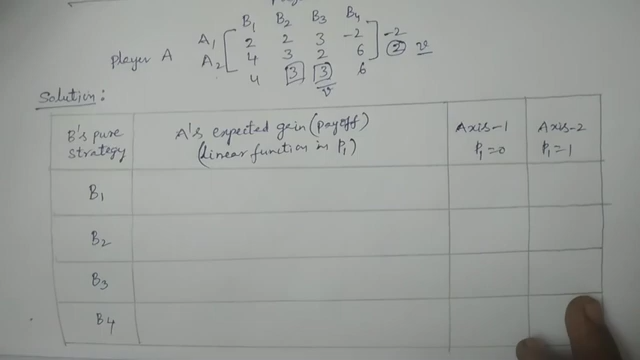 B1 B2 B3 B4
A1 2 2 3 -2 -2
Player A A2 4 3 2 6 2 v
4 3 3 6
v
Solution:
B's pure strategy A's expected gain (payoff) (linear function in P1) Axis-1 P1=0 Axis-2 P1=1
B1
B2
B3
B4